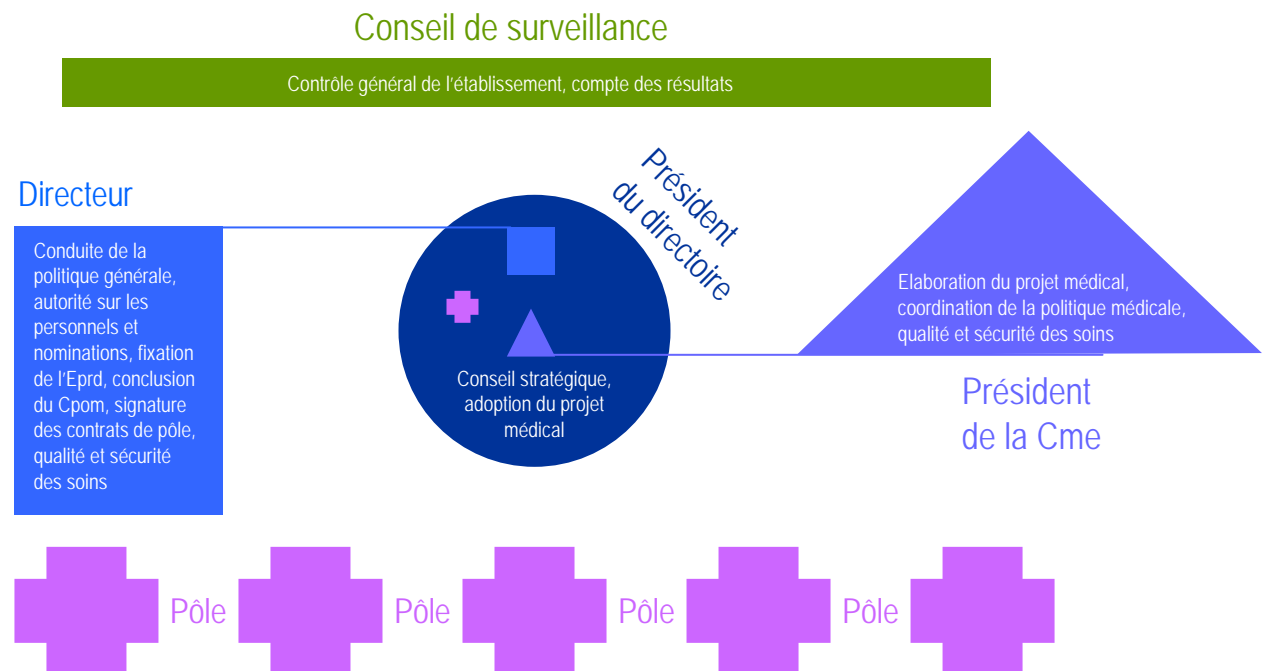 Conseil de surveillance
Contrôle général de l'établissement, compte des résultats
Directeur
Conduite de la
politique générale,
autorité sur les
personnels et
nominations, fixation
de l'Eprd, conclusion
du Cpom, signature
des contrats de pôle,
qualité et sécurité
des soins
Président
du directoire
Conseil stratégique,
adoption du projet
médical
Elaboration du projet médical,
coordination de la politique médicale,
qualité et sécurité des soins
Président
de la Cme
Pôle Pôle Pôle Pôle